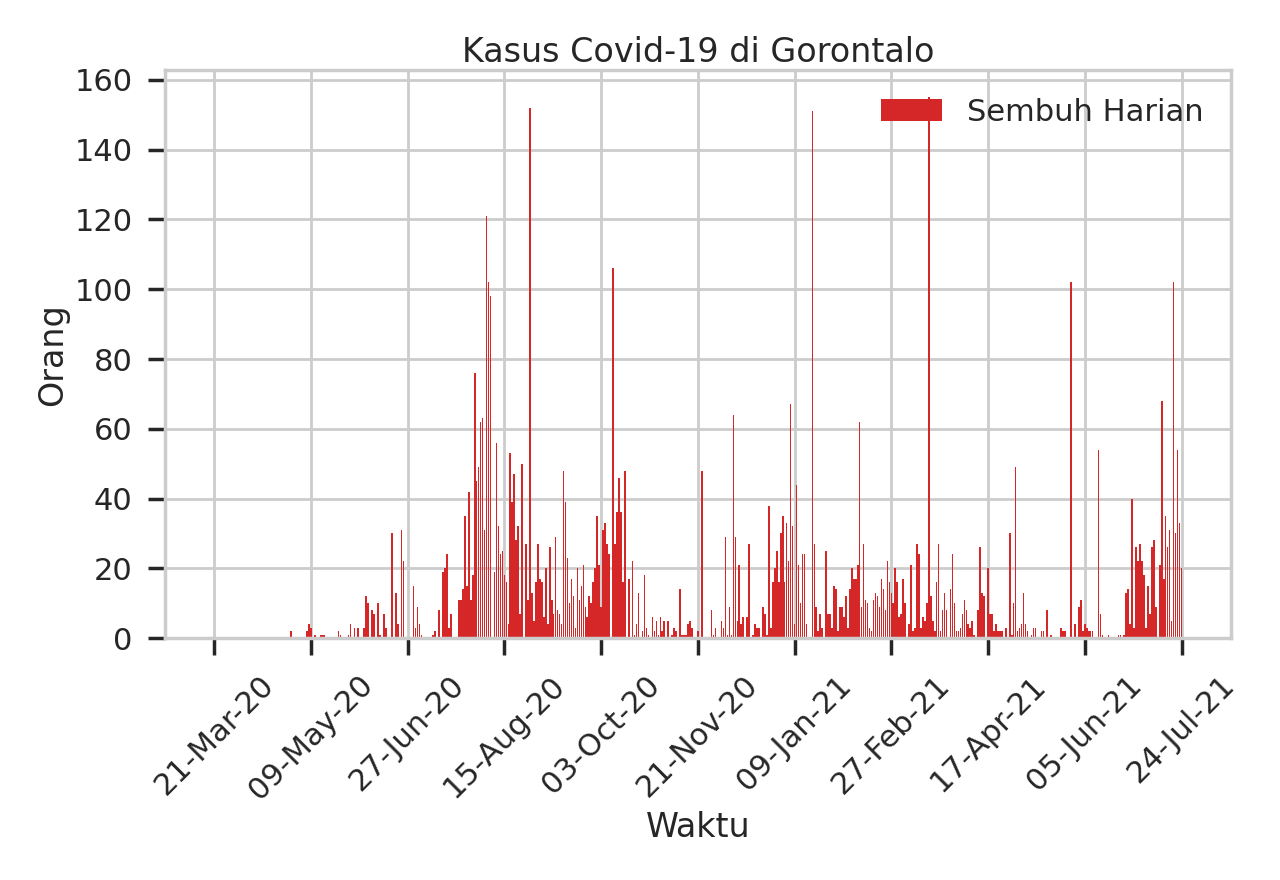 Kasus Covid-19 di Gorontalo
Sembuh Harian
Orang
160
140
120
100
80
60
40
20
0
21-Mar-20
09-May-20
27-Jun-20
15-Aug-20
03-Oct-20
21-Nov-20
09-Jan-21
27-Feb-21
17-Apr-21
05-Jun-21
24-Jul-21
Waktu